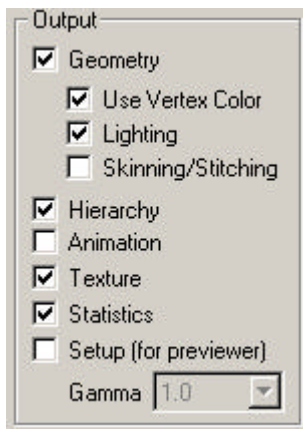 Output
Geometry
Use Vertex Color
Lighting
Skinning/Stitching
Hierarchy
Animation
Texture
Statistics
Setup (for previewer)
Gamma 1.0